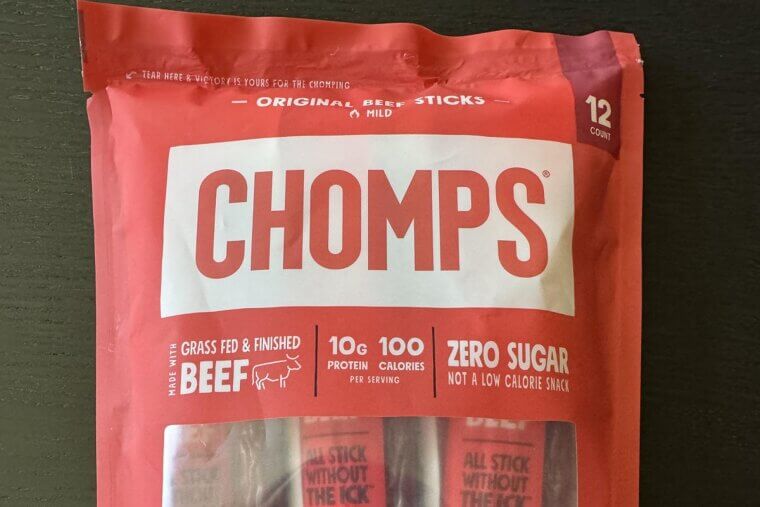 TEAR HERE & VICTORY IS YOURS FOR THE CHOMPING
ORIGINAL BEEF STICKS
MILD
12
COUNT
CHOMPS®
MADE WITH
GRASS FED & FINISHED
BEEF
10G
PROTEIN
100
CALORIES
PER SERVING
ZERO SUGAR
NOT A LOW CALORIE SNACK
BEEF
ALL STICK
WITHOUT
THE ICK™
ALL STICK
WITHOUT
THE ICK™